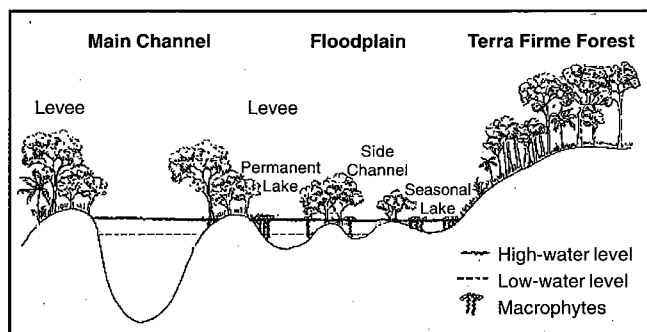 Main Channel
Floodplain
Terra Firme Forest
Levee
Levee
Permanent
Lake
Side
Channel
Seasonal
Lake
High-water level
Low-water level
Macrophytes